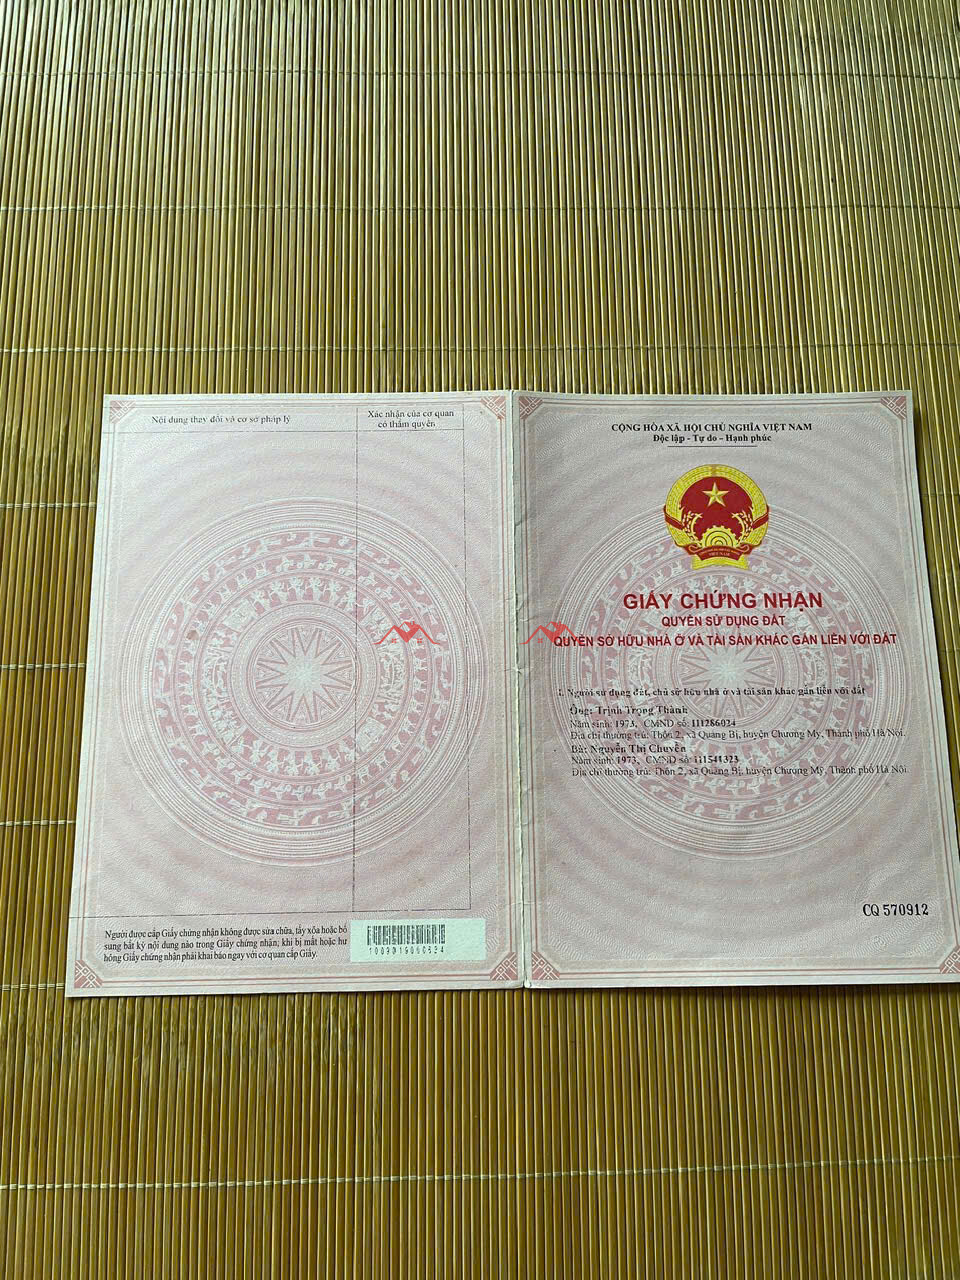 Nội dung thay đổi và cơ sở pháp lý
Xác nhận của cơ quan
có thẩm quyền
Người được cấp Giấy chứng nhận không được sửa chữa, tẩy xóa hoặc bổ
sung bất kỳ nội dung nào trong Giấy chứng nhận; khi bị mất hoặc hư
hỏng Giấy chứng nhận phải khai báo ngay với cơ quan cấp Giấy.
CỘNG HÒA XÃ HỘI CHỦ NGHĨA VIỆT NAM
Độc lập - Tự do - Hạnh phúc
VIỆT NAM
GIẤY CHỨNG NHẬN
QUYỀN SỬ DỤNG ĐẤT
QUYỀN SỞ HỮU NHÀ Ở VÀ TÀI SẢN KHÁC GẮN LIỀN VỚI ĐẤT
I. Người sử dụng đất, chủ sở hữu nhà ở và tài sản khác gắn liền với đất
Ông: Trịnh Trọng Thành
Năm sinh: 1973, CMND số: 111286024
Địa chỉ thường trú: Thôn 2, xã Quảng Bị, huyện Chương Mỹ, Thành phố Hà Nội.
Bà: Nguyễn Thị Chuyền
Năm sinh: 1973, CMND số: 111541323
Địa chỉ thường trú: Thôn 2, xã Quảng Bị, huyện Chương Mỹ, Thành phố Hà Nội.
CQ 570912